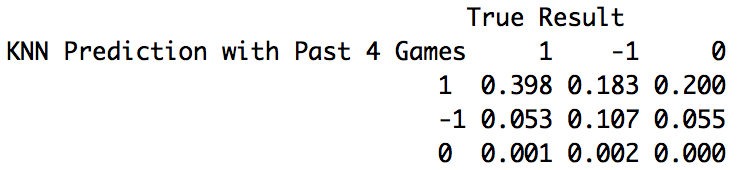 True Result
KNN Prediction with Past 4 Games 1 -1 0
1 0.398 0.183 0.200
-1 0.053 0.107 0.055
0 0.001 0.002 0.000